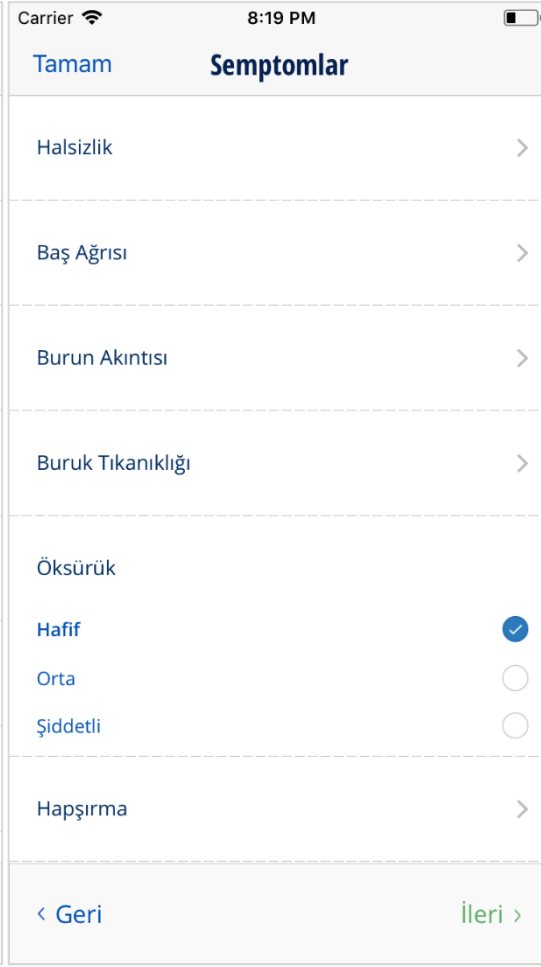 Carrier 8:19 PM
Tamam Semptomlar
Halsizlik
Baş Ağrısı
Burun Akıntısı
Buruk Tıkanıklığı
Öksürük
Hafif
Orta
Şiddetli
Hapşırma
Geri İleri